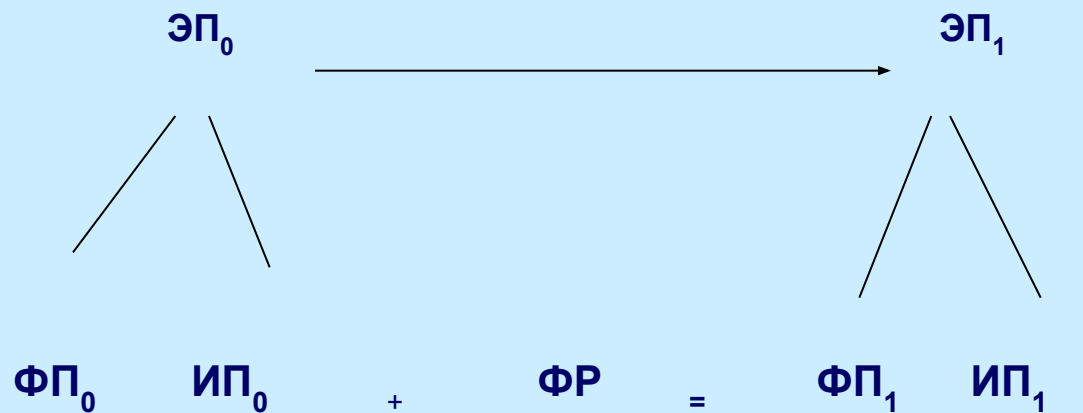 ЭП₀ ЭП₁
ФП₀ ИП₀ + ФР = ФП₁ ИП₁